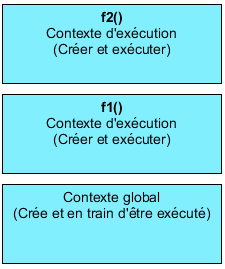 f2()
Contexte d'exécution
(Créer et exécuter)
f1()
Contexte d'exécution
(Créer et exécuter)
Contexte global
(Crée et en train d'être exécuté)